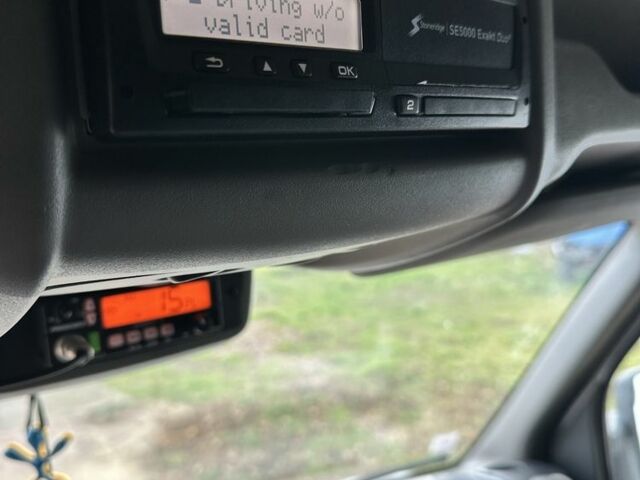 Driving w/o
valid card
Stoneridge | SE5000 Exakt Duo²
OK
2
15